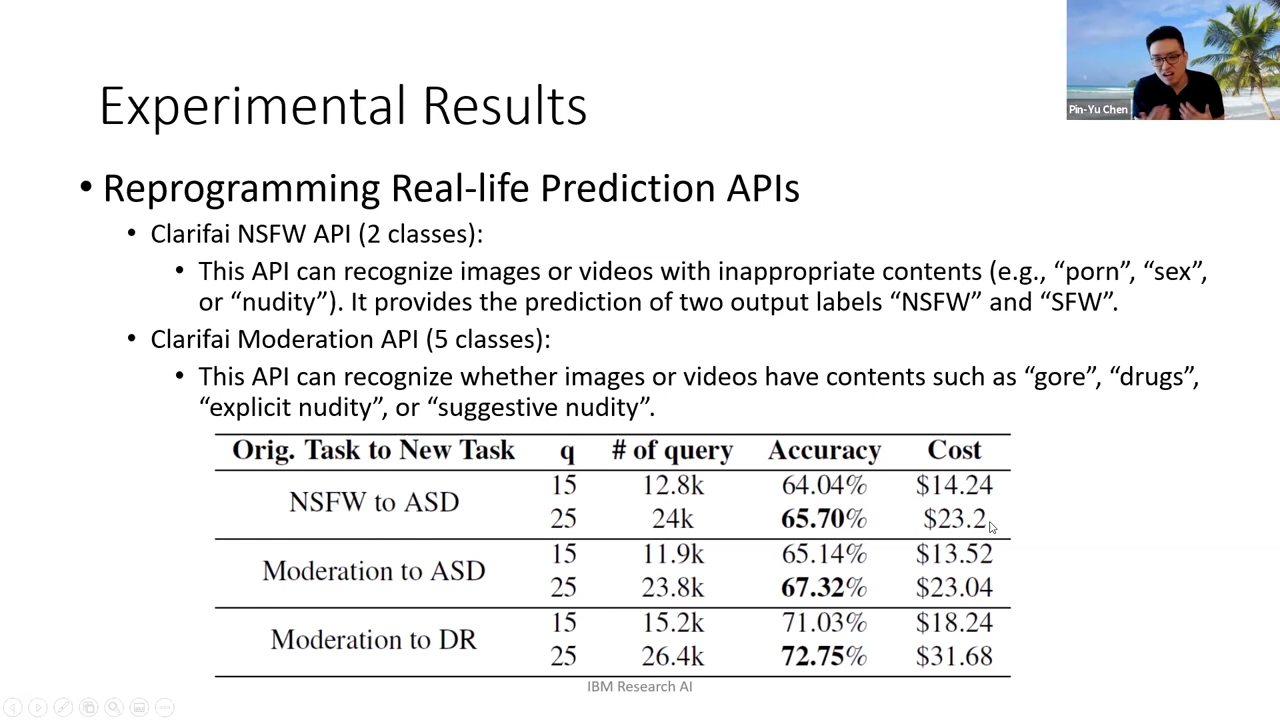 Pin-Yu Chen
Experimental Results
• Reprogramming Real-life Prediction APIs
• Clarifai NSFW API (2 classes):
• This API can recognize images or videos with inappropriate contents (e.g., “porn”, “sex”,
or “nudity”). It provides the prediction of two output labels “NSFW” and “SFW”.
• Clarifai Moderation API (5 classes):
• This API can recognize whether images or videos have contents such as “gore”, “drugs”,
“explicit nudity”, or “suggestive nudity”.
Orig. Task to New Task q # of query Accuracy Cost
NSFW to ASD
15 12.8k 64.04% $14.24
25 24k 65.70% $23.2
Moderation to ASD
15 11.9k 65.14% $13.52
25 23.8k 67.32% $23.04
Moderation to DR
15 15.2k 71.03% $18.24
25 26.4k 72.75% $31.68
IBM Research AI